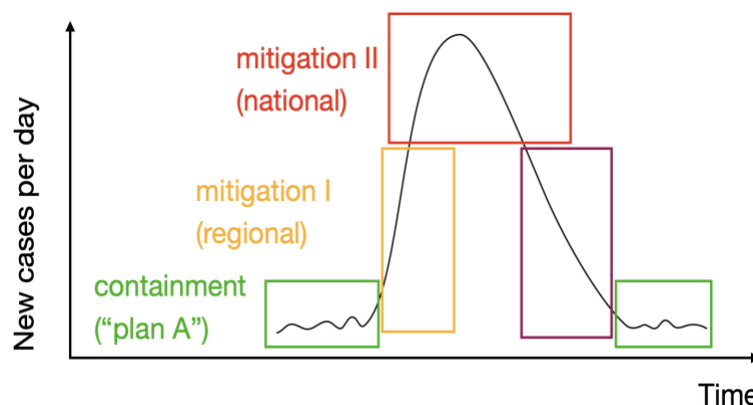 mitigation II
(national)
mitigation I
(regional)
containment
(“plan A”)
New cases per day
Time